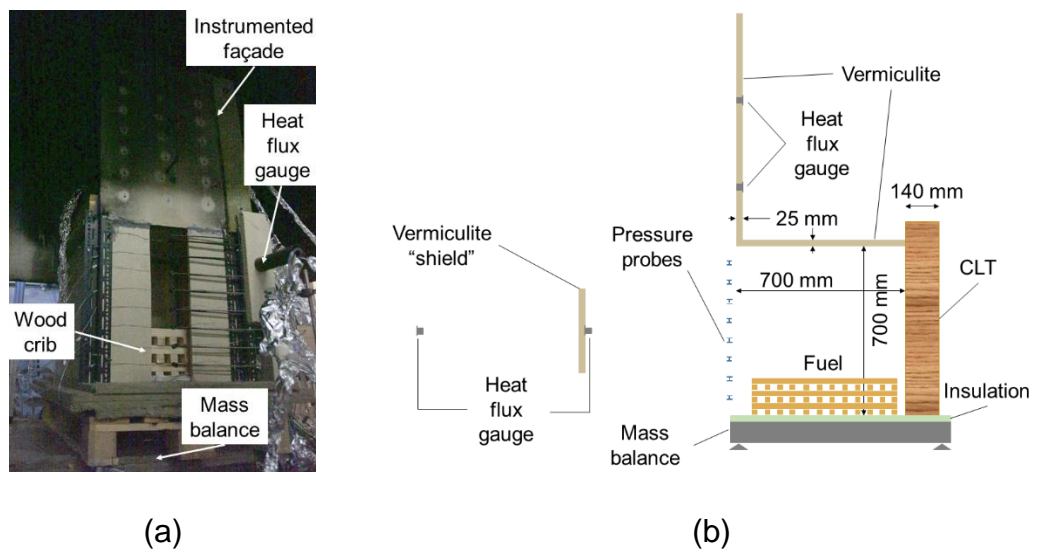 Instrumented
façade
Heat
flux
gauge
Wood
crib
Mass
balance
(a)
Vermiculite
Heat
flux
gauge
140 mm
25 mm
Vermiculite
“shield”
Pressure
probes
700 mm
700 mm
CLT
Fuel
Insulation
Heat
flux
gauge
Mass
balance
(b)